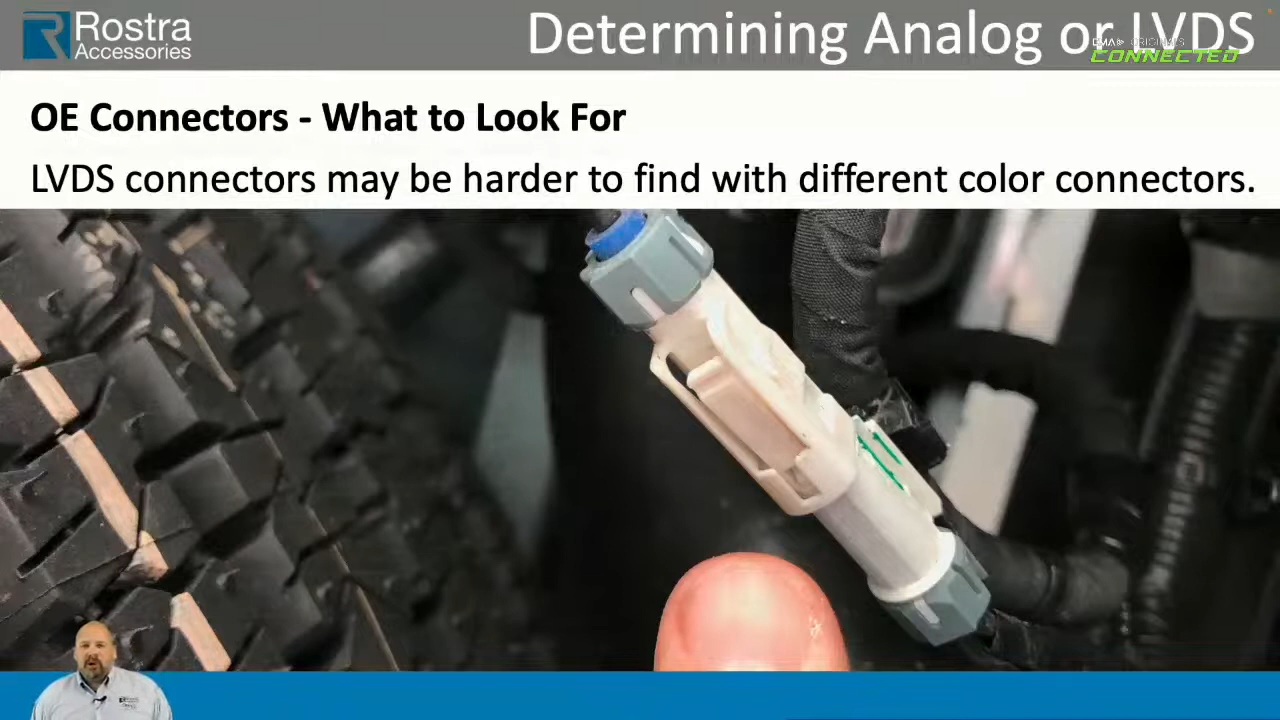 Rostra
Accessories
Determining Analog or LVDS
CONNECTED
OE Connectors - What to Look For
LVDS connectors may be harder to find with different color connectors.
Rostra